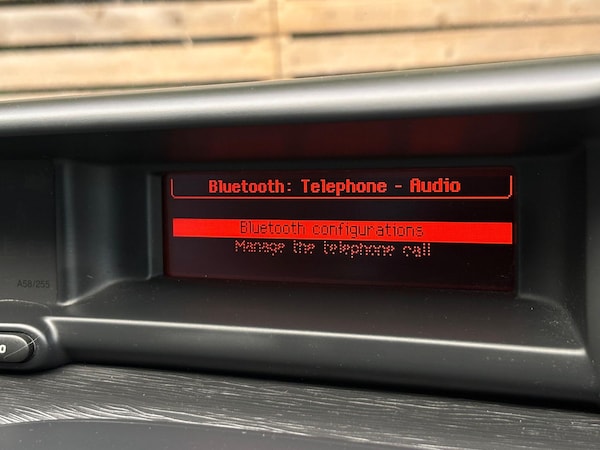 Bluetooth: Telephone - Audio
Bluetooth configurations
Manage the telephone call